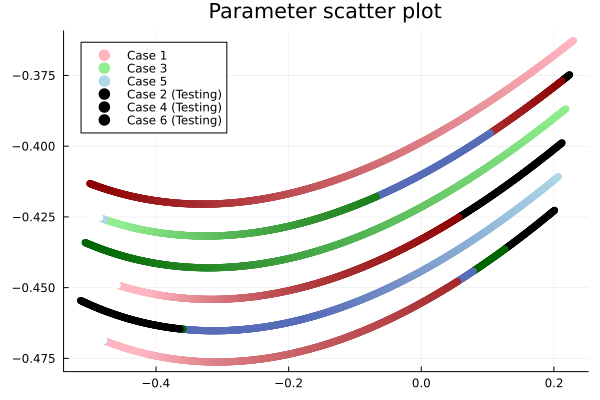 Parameter scatter plot
Case 1
Case 3
Case 5
Case 2 (Testing)
Case 4 (Testing)
Case 6 (Testing)
−0.375
−0.400
−0.425
−0.450
−0.475
−0.4
−0.2
0.0
0.2